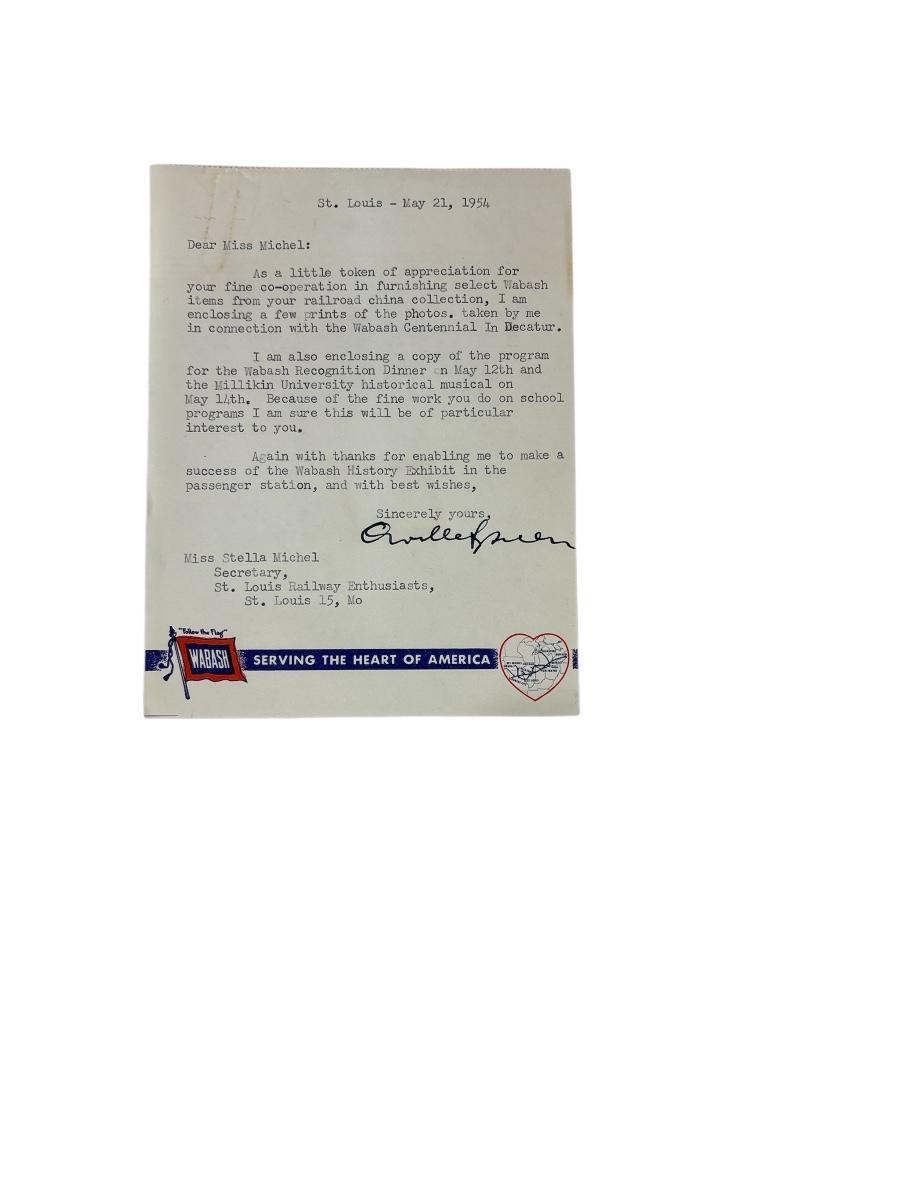 St. Louis - May 21, 1954
Dear Miss Michel:
As a little token of appreciation for
your fine co-operation in furnishing select Wabash
items from your railroad china collection, I am
enclosing a few prints of the photos. taken by me
in connection with the Wabash Centennial In Decatur.
I am also enclosing a copy of the program
for the Wabash Recognition Dinner on May 12th and
the Millikin University historical musical on
May 14th. Because of the fine work you do on school
programs I am sure this will be of particular
interest to you.
Again with thanks for enabling me to make a
success of the Wabash History Exhibit in the
passenger station, and with best wishes,
Sincerely yours,
Miss Stella Michel
Secretary,
St. Louis Railway Enthusiasts,
St. Louis 15, Mo
"Follow the Flag"
WABASH
SERVING THE HEART OF AMERICA